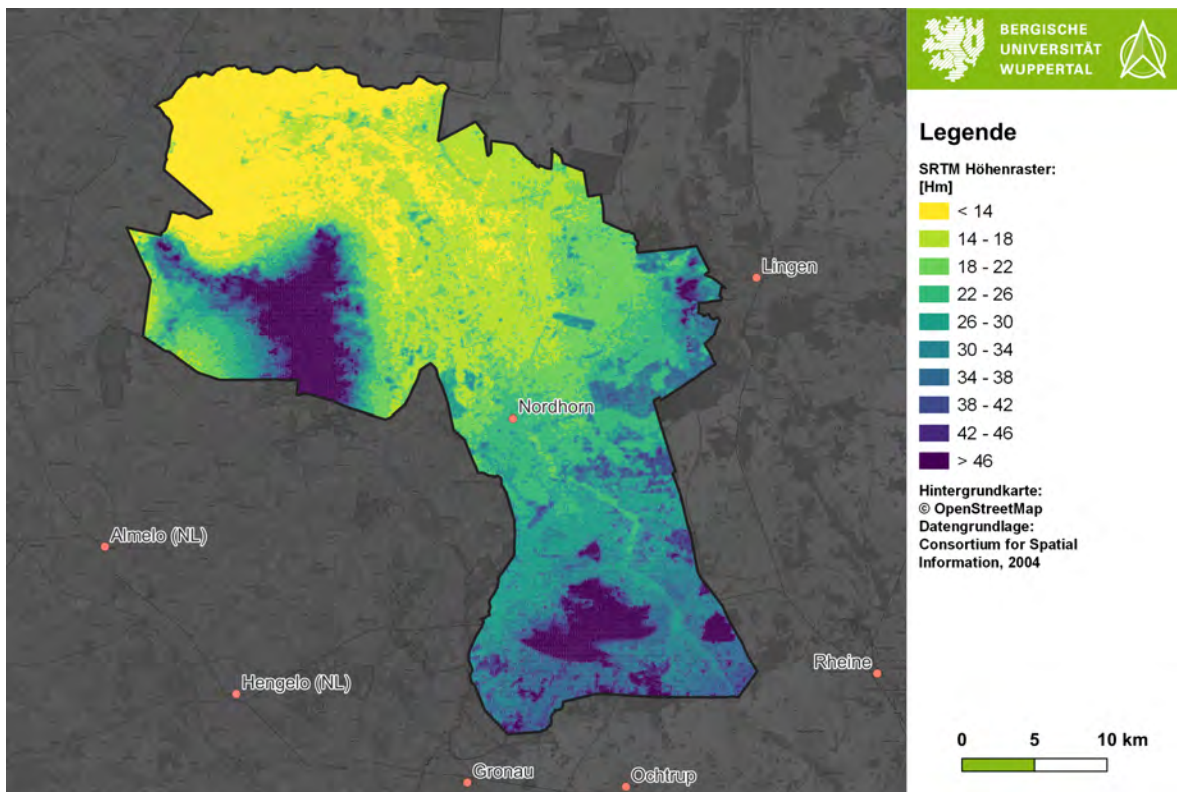 BERGISCHE
UNIVERSITÄT
WUPPERTAL
Legende
SRTM Höhenraster:
[Hm]
< 14
14 - 18
18 - 22
22 - 26
26 - 30
30 - 34
34 - 38
38 - 42
42 - 46
> 46
Hintergrundkarte:
© OpenStreetMap
Datengrundlage:
Consortium for Spatial
Information, 2004
0 5 10 km
Lingen
Nordhorn
Almelo (NL)
Hengelo (NL)
Rheine
Gronau
Ochtrup